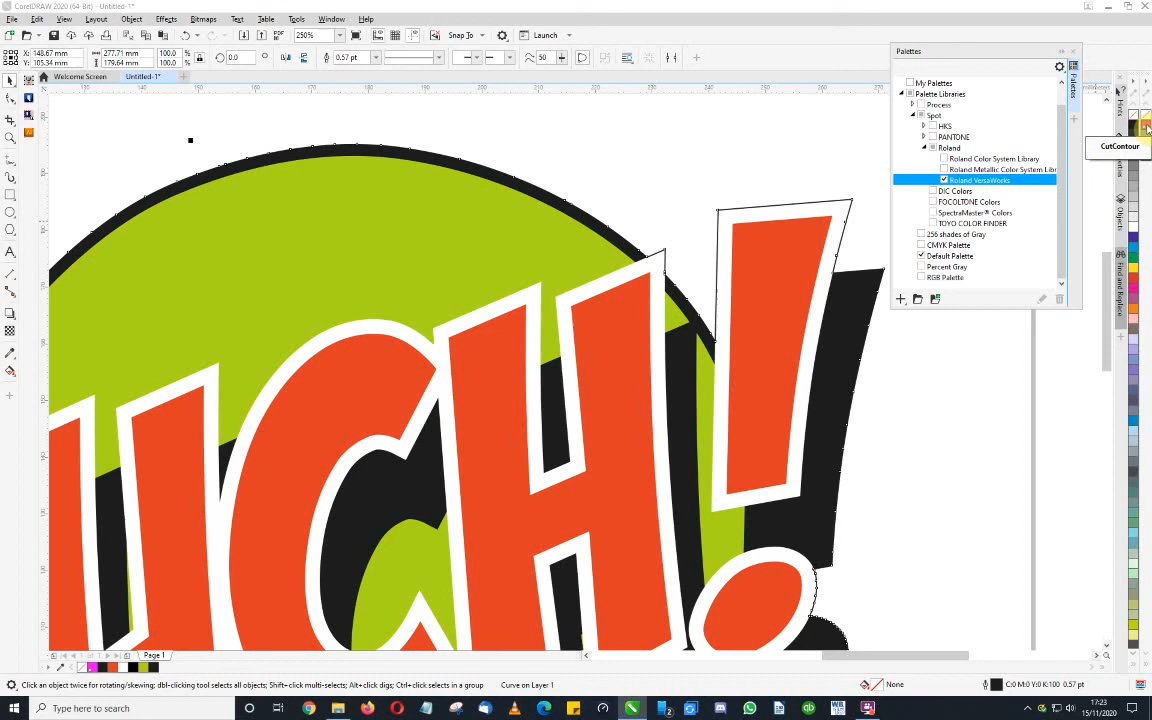 CorelDRAW 2020 (64-Bit) - Untitled-1*
File Edit View Layout Object Effects Bitmaps Text Table Tools Window Help
250% Snap To Launch
X: 148.67 mm 277.71 mm 100.0 % 0.0 0.57 pt 50
Y: 105.34 mm 179.64 mm 100.0 %
Welcome Screen Untitled-1*
Palettes
My Palettes
Palette Libraries
Process
Spot
HKS
PANTONE
Roland
Roland Color System Library
Roland Metallic Color System Libr
Roland VersaWorks
DIC Colors
FOCOLTONE Colors
SpectraMaster® Colors
TOYO COLOR FINDER
256 shades of Gray
CMYK Palette
Default Palette
Percent Gray
RGB Palette
Palettes
Hints
CutContour
Objects
Find and Replace
UCH!
Page 1
Click an object twice for rotating/skewing; dbl-clicking tool selects all objects; Shift+click multi-selects; Alt+click digs; Ctrl+click selects in a group Curve on Layer 1 None C:0 M:0 Y:0 K:100 0.57 pt
Type here to search
17:23
15/11/2020